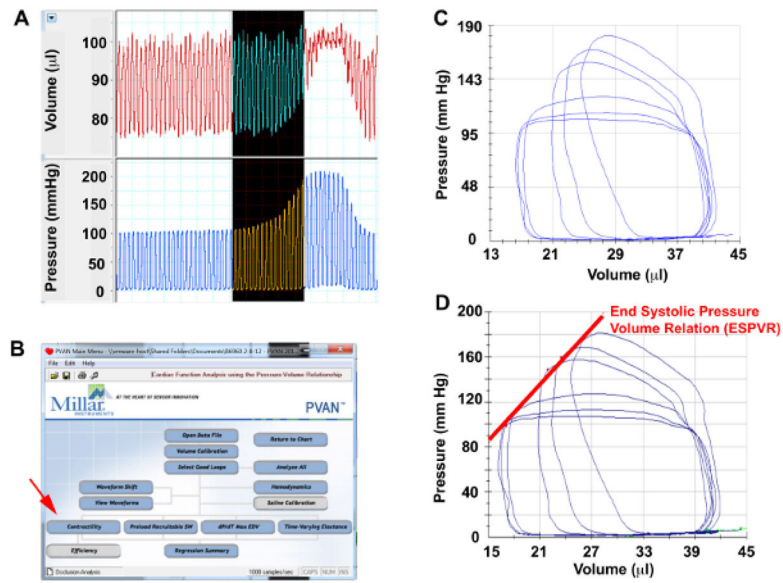 A
Volume (µl)
100
90
80
Pressure (mmHg)
200
150
100
50
0
B
PVAN Main Menu
File Edit Help
Cardiac Function Analysis using the Pressure Volume Relationship
Millar
INSTRUMENTS
AT THE HEART OF SENSOR INNOVATION
PVAN™
Open Data File
Return to Chart
Volume Calibration
Select Good Loops
Analyze All
Waveform Shift
Hemodynamics
View Waveforms
Saline Calibration
Contractility
Preload Recruitable SW
dPdT Max EDV
Time-Varying Elastance
Efficiency
Regression Summary
Occlusion Analysis
1000 samples/sec
CAPS NUM INS
C
Pressure (mm Hg)
190
143
95
48
0
13 21 29 37 45
Volume (µl)
D
End Systolic Pressure
Volume Relation (ESPVR)
Pressure (mm Hg)
200
160
120
80
40
0
15 21 27 33 39 45
Volume (µl)